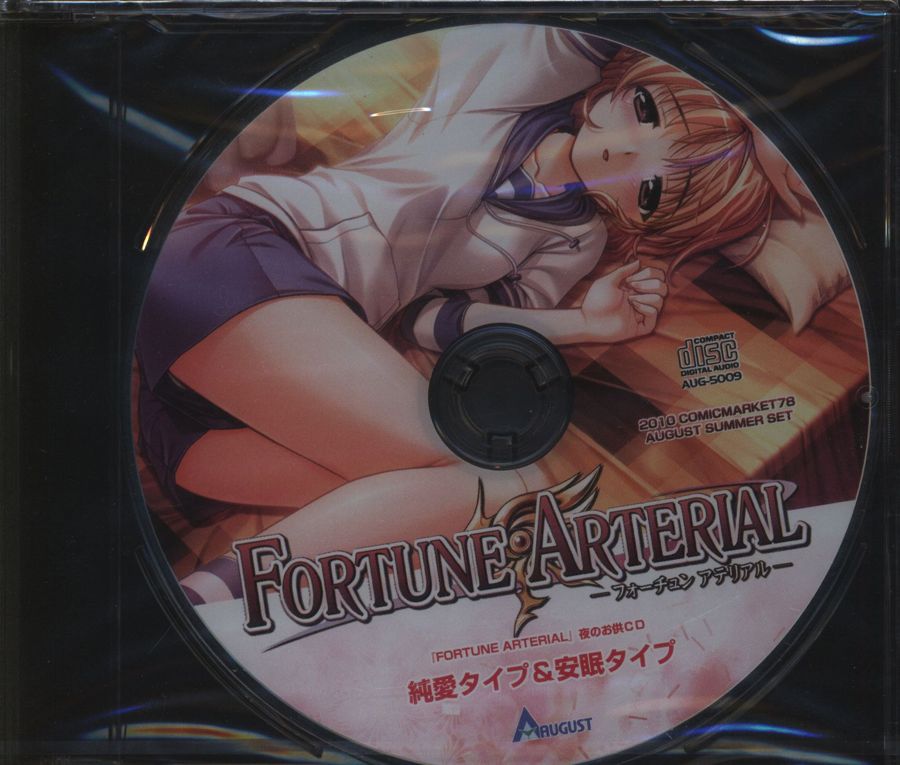 COMPACT
disc
DIGITAL AUDIO
AUG-5009
2010 COMICMARKET78
AUGUST SUMMER SET
FORTUNE ARTERIAL
ーフォーチュン アテリアルー
『FORTUNE ARTERIAL』 夜のお供CD
純愛タイプ&安眠タイプ
AUGUST